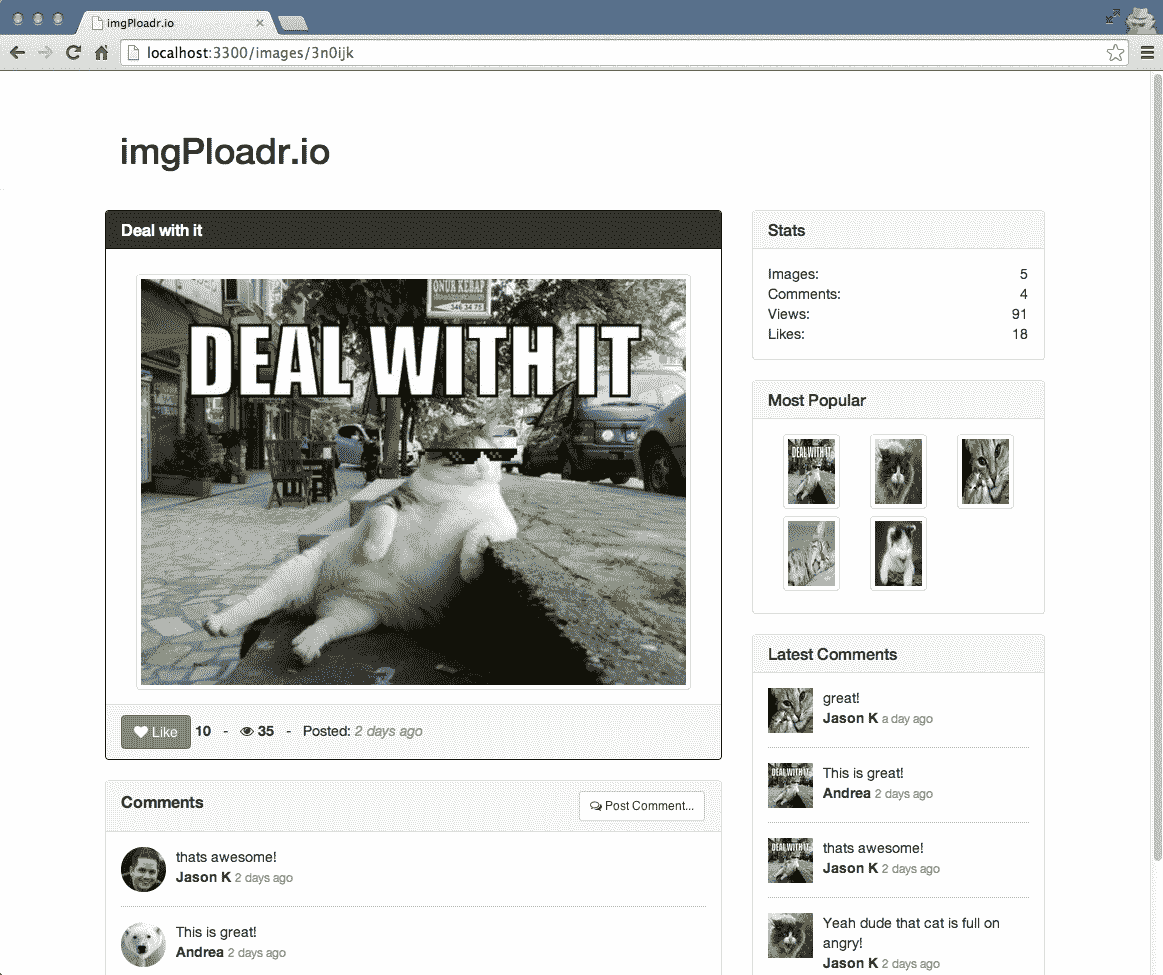 imgPloadr.io
localhost:3300/images/3n0ijk
imgPloadr.io
Deal with it
ONUR KEBAP
546 34 75
DEAL WITH IT
Like 10 - 35 - Posted: 2 days ago
Comments
Post Comment...
thats awesome!
Jason K 2 days ago
This is great!
Andrea 2 days ago
Stats
Images: 5
Comments: 4
Views: 91
Likes: 18
Most Popular
DEAL WITH IT
Latest Comments
great!
Jason K a day ago
DEAL WITH IT
This is great!
Andrea 2 days ago
DEAL WITH IT
thats awesome!
Jason K 2 days ago
Yeah dude that cat is full on
angry!
Jason K 2 days ago